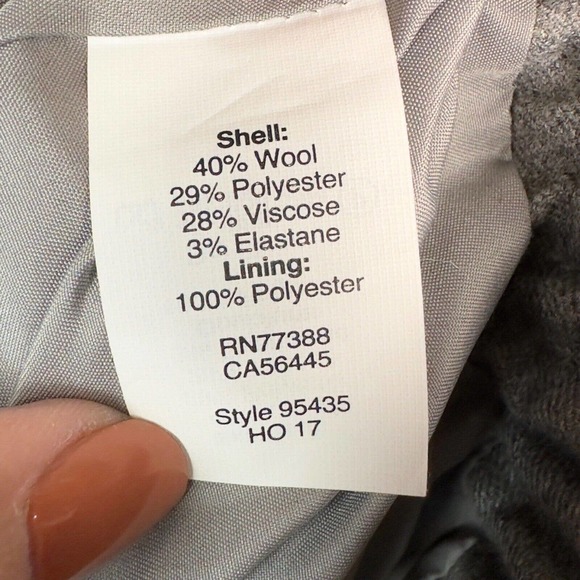 Shell:
40% Wool
29% Polyester
28% Viscose
3% Elastane
Lining:
100% Polyester
RN77388
CA56445
Style 95435
HO 17